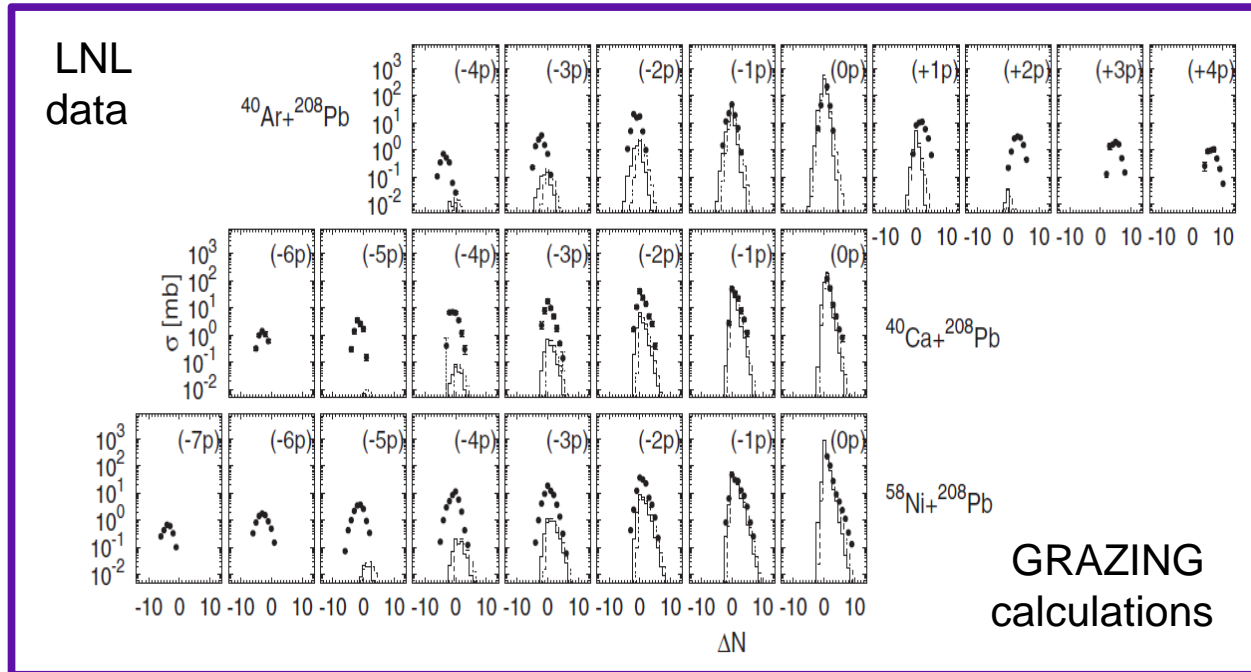 LNL
data
⁴⁰Ar+²⁰⁸Pb
(-4p) (-3p) (-2p) (-1p) (0p) (+1p) (+2p) (+3p) (+4p)
10³
10²
10¹
10⁰
10⁻¹
10⁻²
-10 0 10 -10 0 10 -10 0 10 -10 0 10
(-6p) (-5p) (-4p) (-3p) (-2p) (-1p) (0p)
10³
10²
10¹
10⁰
10⁻¹
10⁻²
σ [mb]
⁴⁰Ca+²⁰⁸Pb
(-7p) (-6p) (-5p) (-4p) (-3p) (-2p) (-1p) (0p)
10³
10²
10¹
10⁰
10⁻¹
10⁻²
⁵⁸Ni+²⁰⁸Pb
-10 0 10 -10 0 10 -10 0 10 -10 0 10 -10 0 10 -10 0 10 -10 0 10 -10 0 10
ΔN
GRAZING
calculations